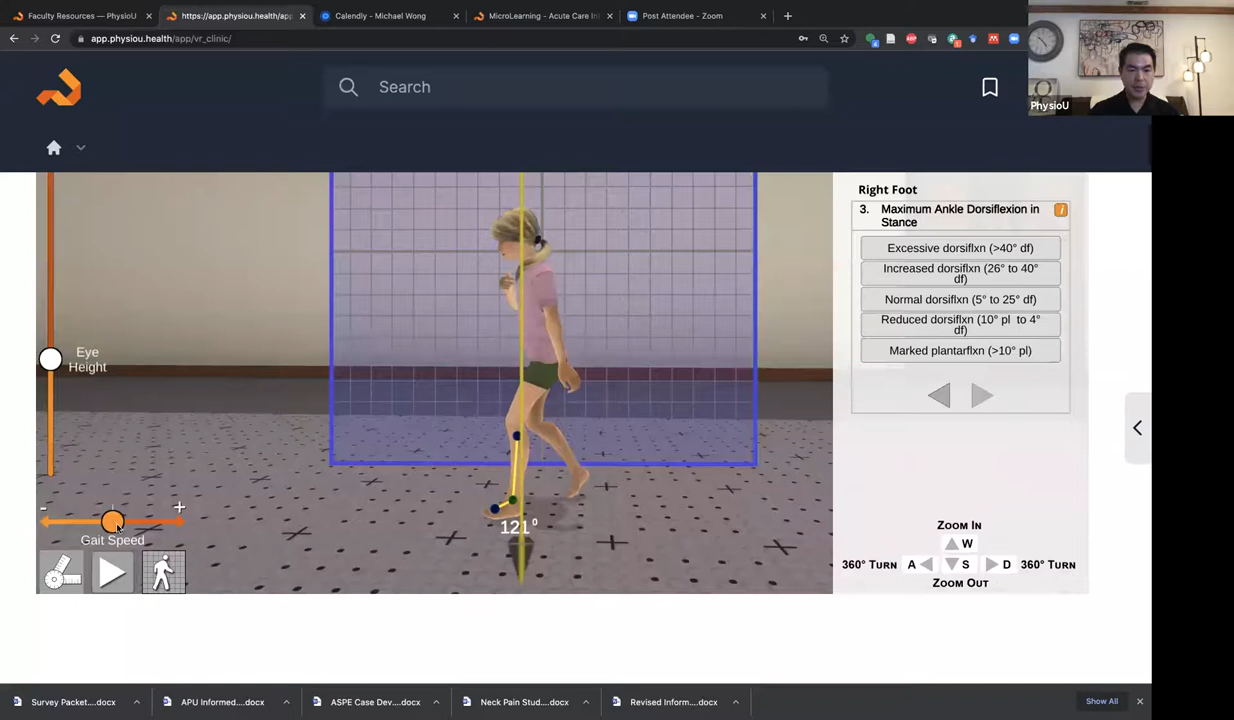 Faculty Resources — PhysioU
https://app.physiou.health/app
Calendly - Michael Wong
MicroLearning - Acute Care In
Post Attendee - Zoom
app.physiou.health/app/vr_clinic/
Search
PhysioU
Eye
Height
Gait Speed
- +
121°
Right Foot
3. Maximum Ankle Dorsiflexion in
Stance
Excessive dorsiflxn (>40° df)
Increased dorsiflxn (26° to 40°
df)
Normal dorsiflxn (5° to 25° df)
Reduced dorsiflxn (10° pl to 4°
df)
Marked plantarflxn (>10° pl)
ZOOM IN
W
360° TURN A S D 360° TURN
ZOOM OUT
Survey Packet....docx
APU Informed....docx
ASPE Case Dev....docx
Neck Pain Stud....docx
Revised Inform....docx
Show All